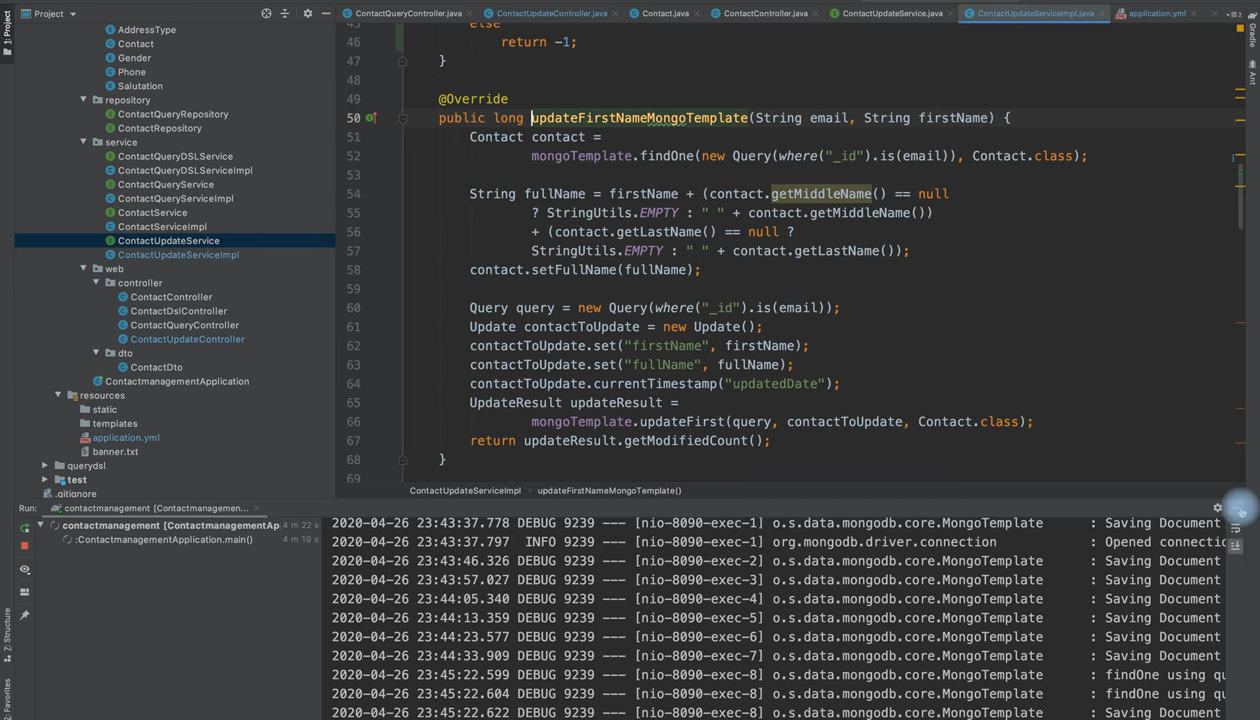 Project
ContactQueryController.java
ContactUpdateController.java
Contact.java
ContactController.java
ContactUpdateService.java
ContactUpdateServiceImpl.java
application.yml
1: Project
AddressType
Contact
Gender
Phone
Salutation
repository
ContactQueryRepository
ContactRepository
service
ContactQueryDSLService
ContactQueryDSLServiceImpl
ContactQueryService
ContactQueryServiceImpl
ContactService
ContactServiceImpl
ContactUpdateService
ContactUpdateServiceImpl
web
controller
ContactController
ContactDslController
ContactQueryController
ContactUpdateController
dto
ContactDto
ContactmanagementApplication
resources
static
templates
application.yml
banner.txt
querydsl
test
.gitignore
else
46 return -1;
47 }
48
49 @Override
50 public long updateFirstNameMongoTemplate(String email, String firstName) {
51 Contact contact =
52 mongoTemplate.findOne(new Query(where("_id").is(email)), Contact.class);
53
54 String fullName = firstName + (contact.getMiddleName() == null
55 ? StringUtils.EMPTY : " " + contact.getMiddleName())
56 + (contact.getLastName() == null ?
57 StringUtils.EMPTY : " " + contact.getLastName());
58 contact.setFullName(fullName);
59
60 Query query = new Query(where("_id").is(email));
61 Update contactToUpdate = new Update();
62 contactToUpdate.set("firstName", firstName);
63 contactToUpdate.set("fullName", fullName);
64 contactToUpdate.currentTimestamp("updatedDate");
65 UpdateResult updateResult =
66 mongoTemplate.updateFirst(query, contactToUpdate, Contact.class);
67 return updateResult.getModifiedCount();
68 }
69
ContactUpdateServiceImpl
updateFirstNameMongoTemplate()
Gradle
Ant
Run: contactmanagement [Contactmanagemen...
contactmanagement [ContactmanagementAp 4 m 22 s
:ContactmanagementApplication.main() 4 m 19 s
2020-04-26 23:43:37.778 DEBUG 9239 --- [nio-8090-exec-1] o.s.data.mongodb.core.MongoTemplate : Saving Document
2020-04-26 23:43:37.797 INFO 9239 --- [nio-8090-exec-1] org.mongodb.driver.connection : Opened connectio
2020-04-26 23:43:46.326 DEBUG 9239 --- [nio-8090-exec-2] o.s.data.mongodb.core.MongoTemplate : Saving Document
2020-04-26 23:43:57.027 DEBUG 9239 --- [nio-8090-exec-3] o.s.data.mongodb.core.MongoTemplate : Saving Document
2020-04-26 23:44:05.340 DEBUG 9239 --- [nio-8090-exec-4] o.s.data.mongodb.core.MongoTemplate : Saving Document
2020-04-26 23:44:13.359 DEBUG 9239 --- [nio-8090-exec-5] o.s.data.mongodb.core.MongoTemplate : Saving Document
2020-04-26 23:44:23.577 DEBUG 9239 --- [nio-8090-exec-6] o.s.data.mongodb.core.MongoTemplate : Saving Document
2020-04-26 23:44:33.909 DEBUG 9239 --- [nio-8090-exec-7] o.s.data.mongodb.core.MongoTemplate : Saving Document
2020-04-26 23:45:22.599 DEBUG 9239 --- [nio-8090-exec-8] o.s.data.mongodb.core.MongoTemplate : findOne using qu
2020-04-26 23:45:22.604 DEBUG 9239 --- [nio-8090-exec-8] o.s.data.mongodb.core.MongoTemplate : findOne using qu
2020-04-26 23:45:22.622 DEBUG 9239 --- [nio-8090-exec-8] o.s.data.mongodb.core.MongoTemplate : Saving Document
Z: Structure
2: Favorites